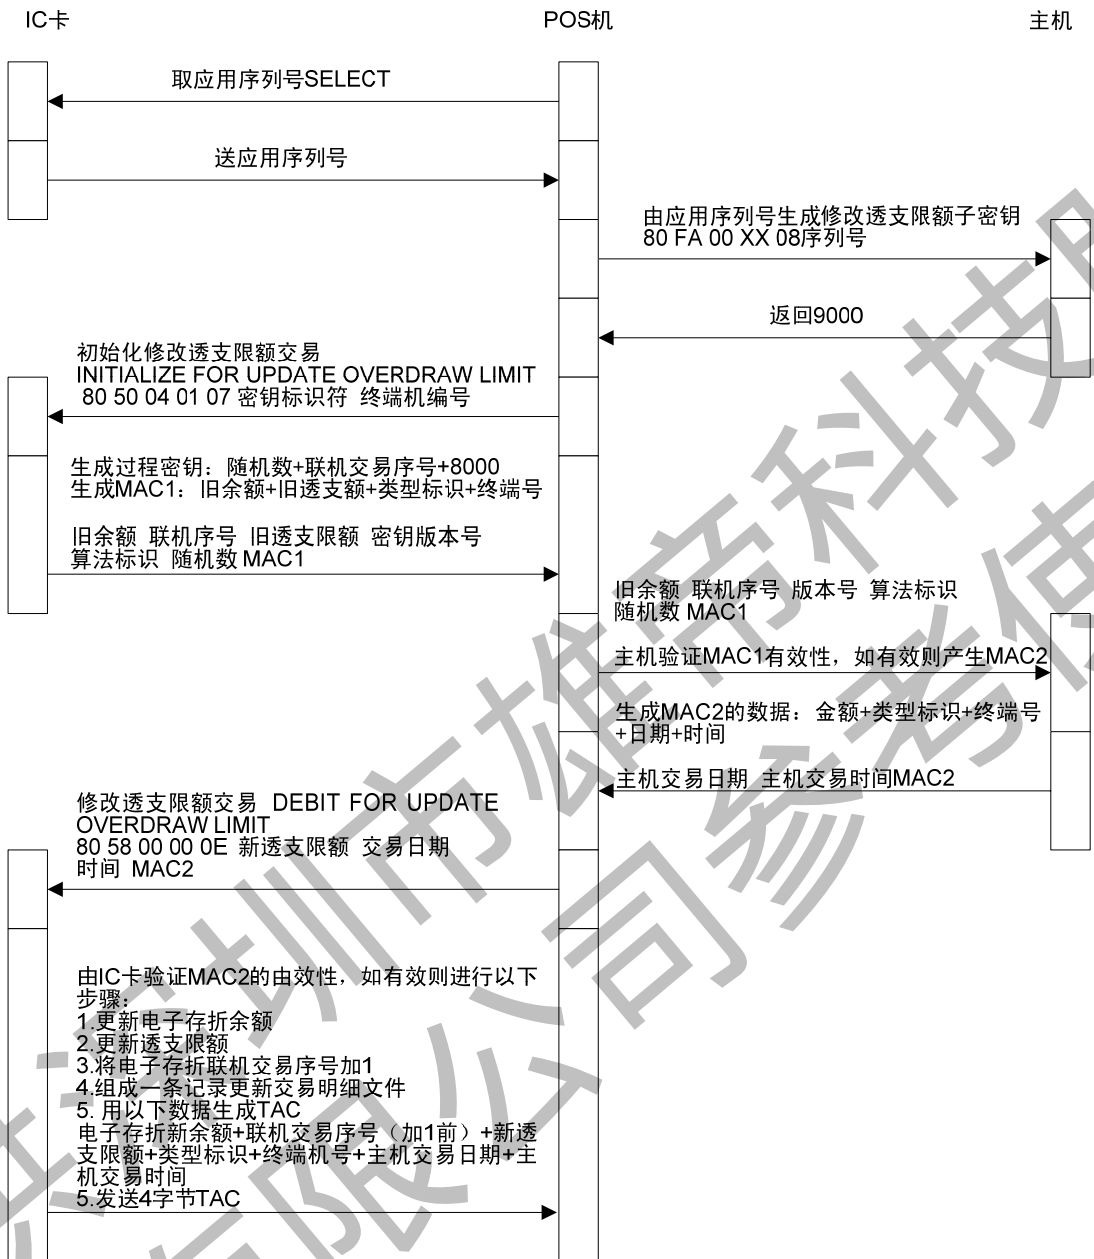 IC卡
POS机
主机
取应用序列号SELECT
送应用序列号
由应用序列号生成修改透支限额子密钥
80 FA 00 XX 08序列号
返回9000
初始化修改透支限额交易
INITIALIZE FOR UPDATE OVERDRAW LIMIT
80 50 04 01 07 密钥标识符 终端机编号
生成过程密钥：随机数+联机交易序号+8000
生成MAC1：旧余额+旧透支额+类型标识+终端号
旧余额 联机序号 旧透支限额 密钥版本号
算法标识 随机数 MAC1
旧余额 联机序号 版本号 算法标识
随机数 MAC1
主机验证MAC1有效性，如有效则产生MAC2
生成MAC2的数据：金额+类型标识+终端号
+日期+时间
主机交易日期 主机交易时间MAC2
修改透支限额交易 DEBIT FOR UPDATE
OVERDRAW LIMIT
80 58 00 00 0E 新透支限额 交易日期
时间 MAC2
由IC卡验证MAC2的由效性，如有效则进行以下
步骤：
1.更新电子存折余额
2.更新透支限额
3.将电子存折联机交易序号加1
4.组成一条记录更新交易明细文件
5. 用以下数据生成TAC
电子存折新余额+联机交易序号（加1前）+新透
支限额+类型标识+终端机号+主机交易日期+主
机交易时间
5.发送4字节TAC
供深圳市雄帝科技股
有限公司参考使